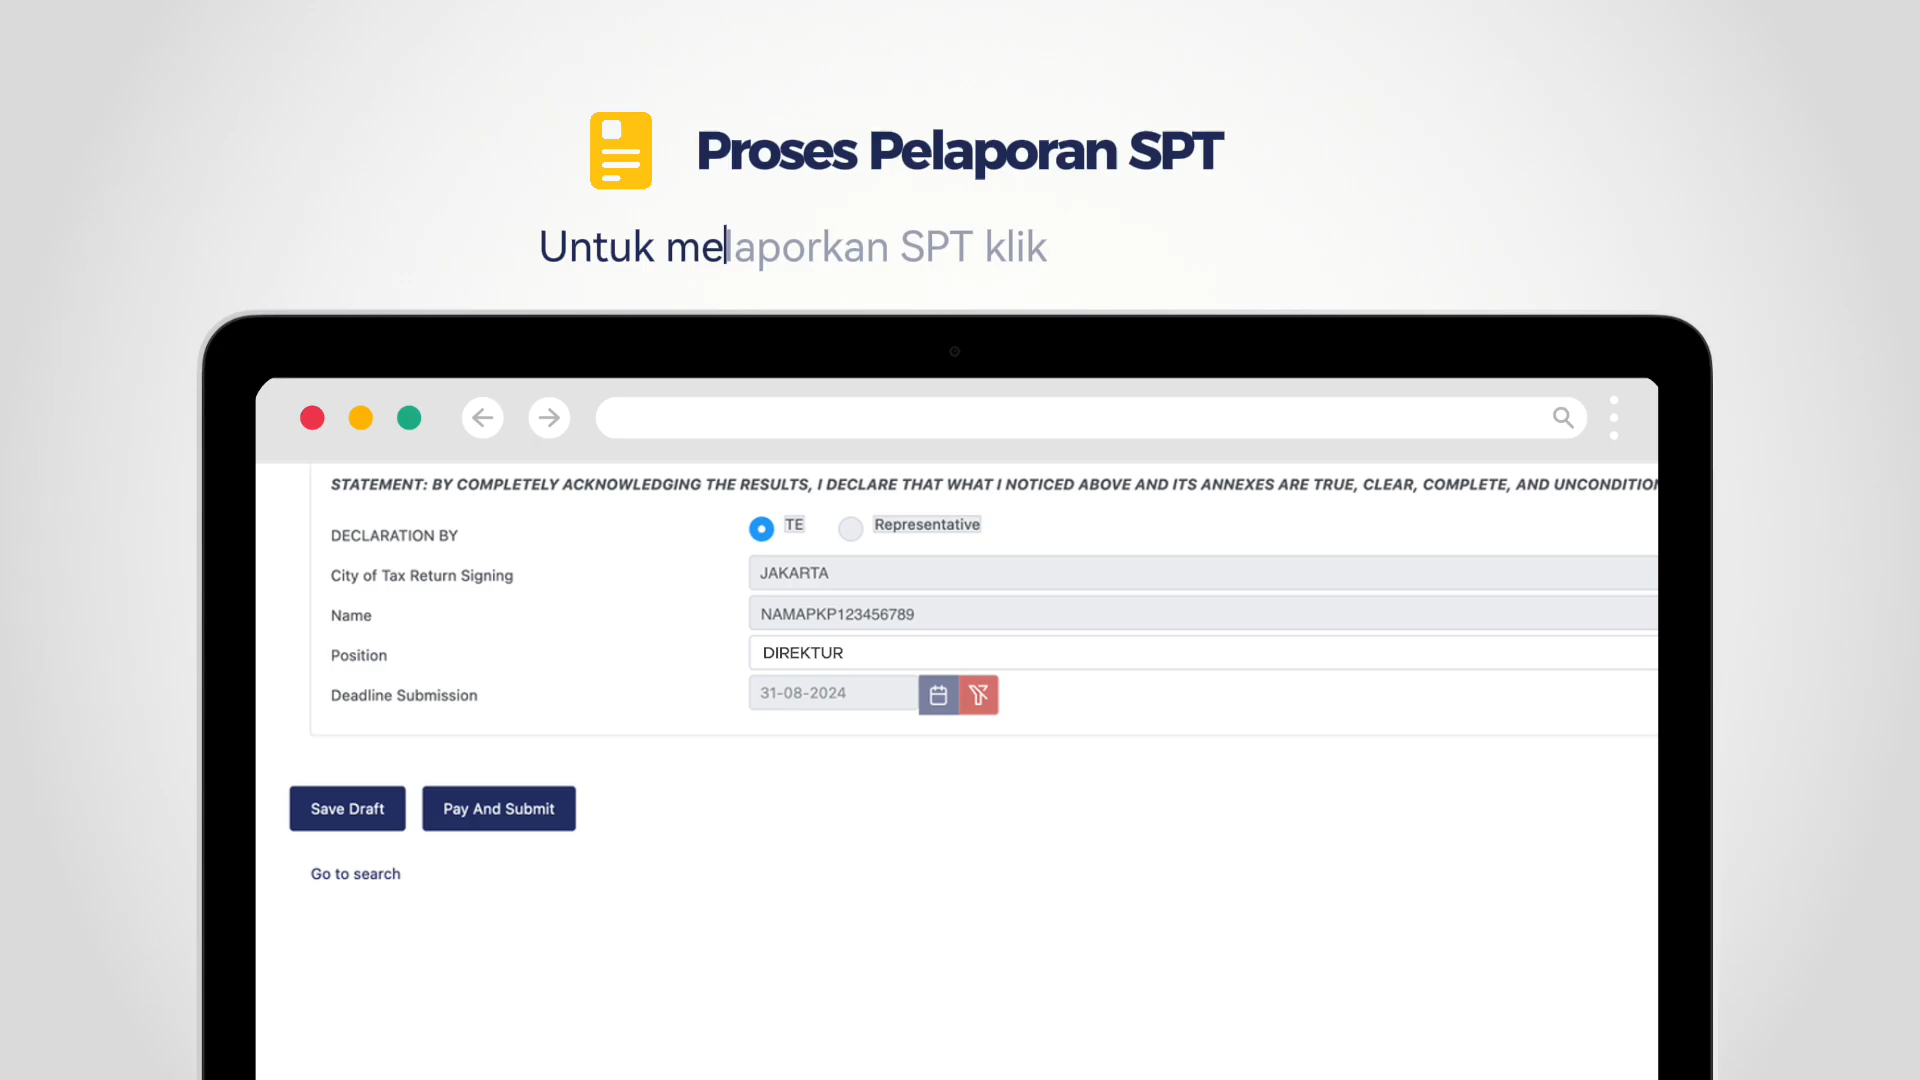 Proses Pelaporan SPT
Untuk melaporkan SPT klik
STATEMENT: BY COMPLETELY ACKNOWLEDGING THE RESULTS, I DECLARE THAT WHAT I NOTICED ABOVE AND ITS ANNEXES ARE TRUE, CLEAR, COMPLETE, AND UNCONDITION
DECLARATION BY TE Representative
City of Tax Return Signing JAKARTA
Name NAMAPKP123456789
Position DIREKTUR
Deadline Submission 31-08-2024
Save Draft Pay And Submit
Go to search